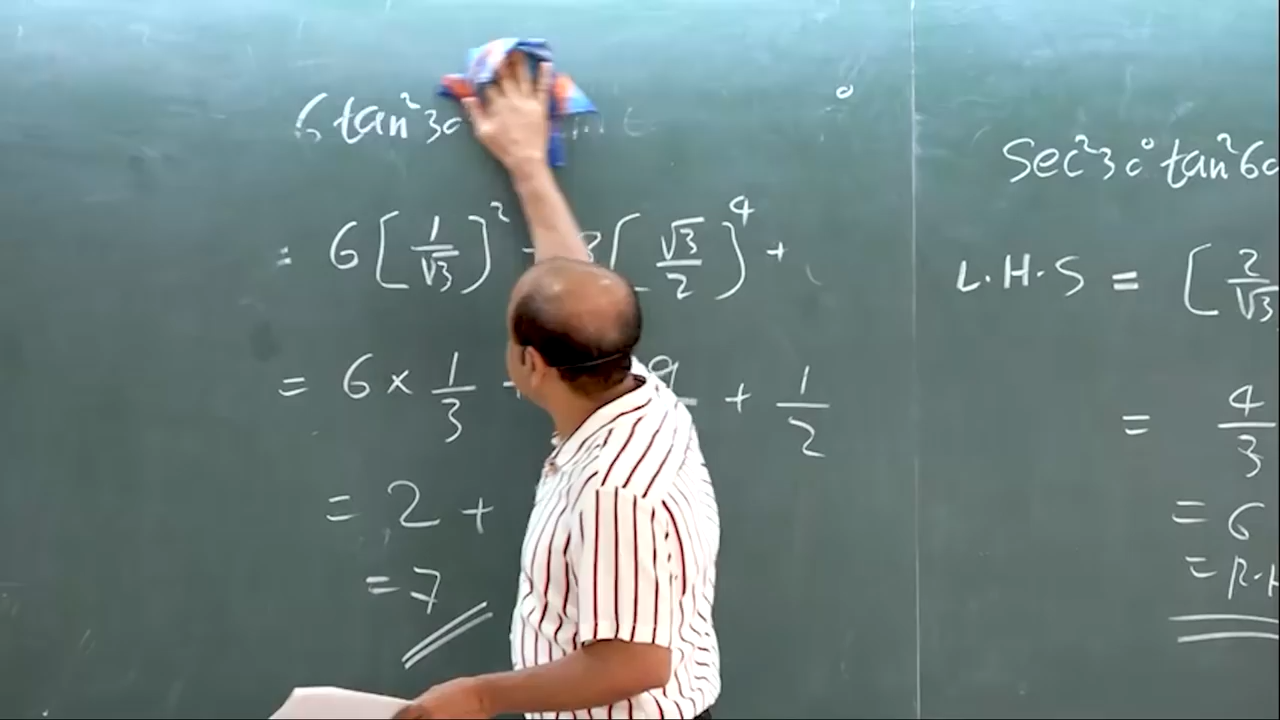 6 tan²30
= 6 [1/√3]² + 8 [√3/2]⁴ +
= 6 × 1/3 + 9 + 1/2
= 2 +
= 7
Sec²30° tan²60
L.H.S = [2/√3
= 4/3
= 6
= R.H